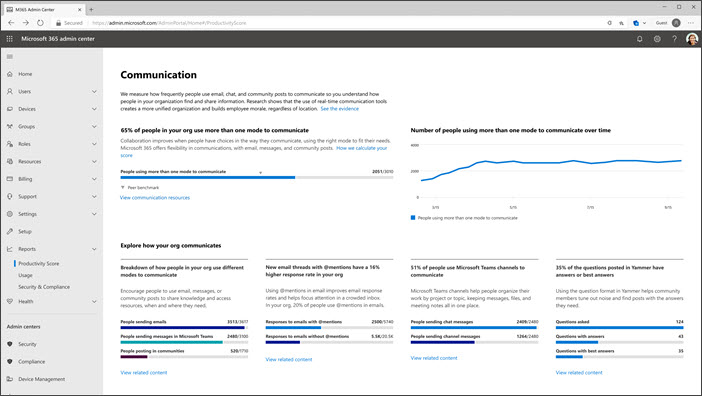 M365 Admin Center
Secured
https://admin.microsoft.com/AdminPortal/Home#/ProductivityScore
Guest
Microsoft 365 admin center
Home
Users
Devices
Groups
Roles
Resources
Billing
Support
Settings
Setup
Reports
Productivity Score
Usage
Security & Compliance
Health
Admin centers
Security
Compliance
Device Management
Communication
We measure how frequently people use email, chat, and community posts to communicate so you understand how
people in your organization find and share information. Research shows that the use of real-time communication tools
creates a more unified organization and builds employee morale, regardless of location. See the evidence
65% of people in your org use more than one mode to communicate
Collaboration improves when people have choices in the way they communicate, using the right mode to fit their needs.
Microsoft 365 offers flexibility in communications, with email, messages, and community posts. How we calculate your
score
People using more than one mode to communicate 2051/3010
Peer benchmark
View communication resources
Number of people using more than one mode to communicate over time
4000
2000
0
5/10
6/15
7/10
9/15
People using more than one mode to communicate
Explore how your org communicates
Breakdown of how people in your org use different
modes to communicate
Encourage people to use email, messages, or
community posts to share knowledge and access
resources, when and where they need.
People sending emails 3513/3617
People sending messages in Microsoft Teams 2480/3100
People posting in communities 520/1750
View related content
New email threads with @mentions have a 16%
higher response rate in your org
Using @mentions in email improves email response
rates and helps focus attention in a crowded inbox.
In your org, 20% of people use @mentions in email.
Responses to emails with @mentions 2500/5740
Responses to emails without @mentions 5.5K/20.5K
View related content
51% of people use Microsoft Teams channels to
communicate
Microsoft Teams channels help people organize their
work by project or topic, keeping messages, files, and
meeting notes all in one place.
People sending chat messages 2409/2480
People sending channel messages 1264/2480
View related content
35% of the questions posted in Yammer have
answers or best answers
Using the question format in Yammer helps community
members tune out noise and find posts with the answers
they need.
Questions asked 124
Questions with answers 43
Questions with best answers 35
View related content